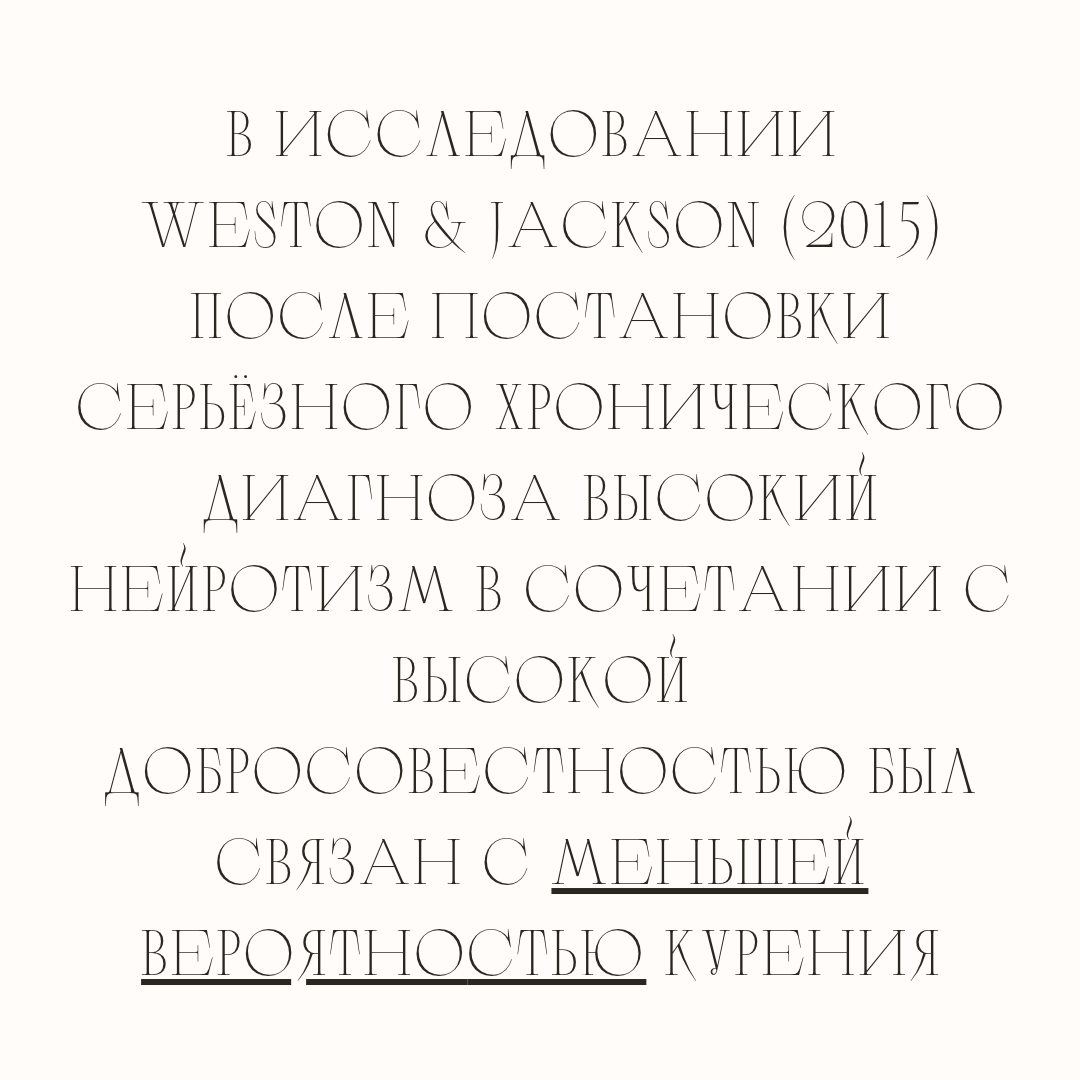 В ИССЛЕДОВАНИИ
WESTON & JACKSON (2015)
ПОСЛЕ ПОСТАНОВКИ
СЕРЬЁЗНОГО ХРОНИЧЕСКОГО
ДИАГНОЗА ВЫСОКИЙ
НЕЙРОТИЗМ В СОЧЕТАНИИ С
ВЫСОКОЙ
ДОБРОСОВЕСТНОСТЬЮ БЫЛ
СВЯЗАН С МЕНЬШЕЙ
ВЕРОЯТНОСТЬЮ КУРЕНИЯ